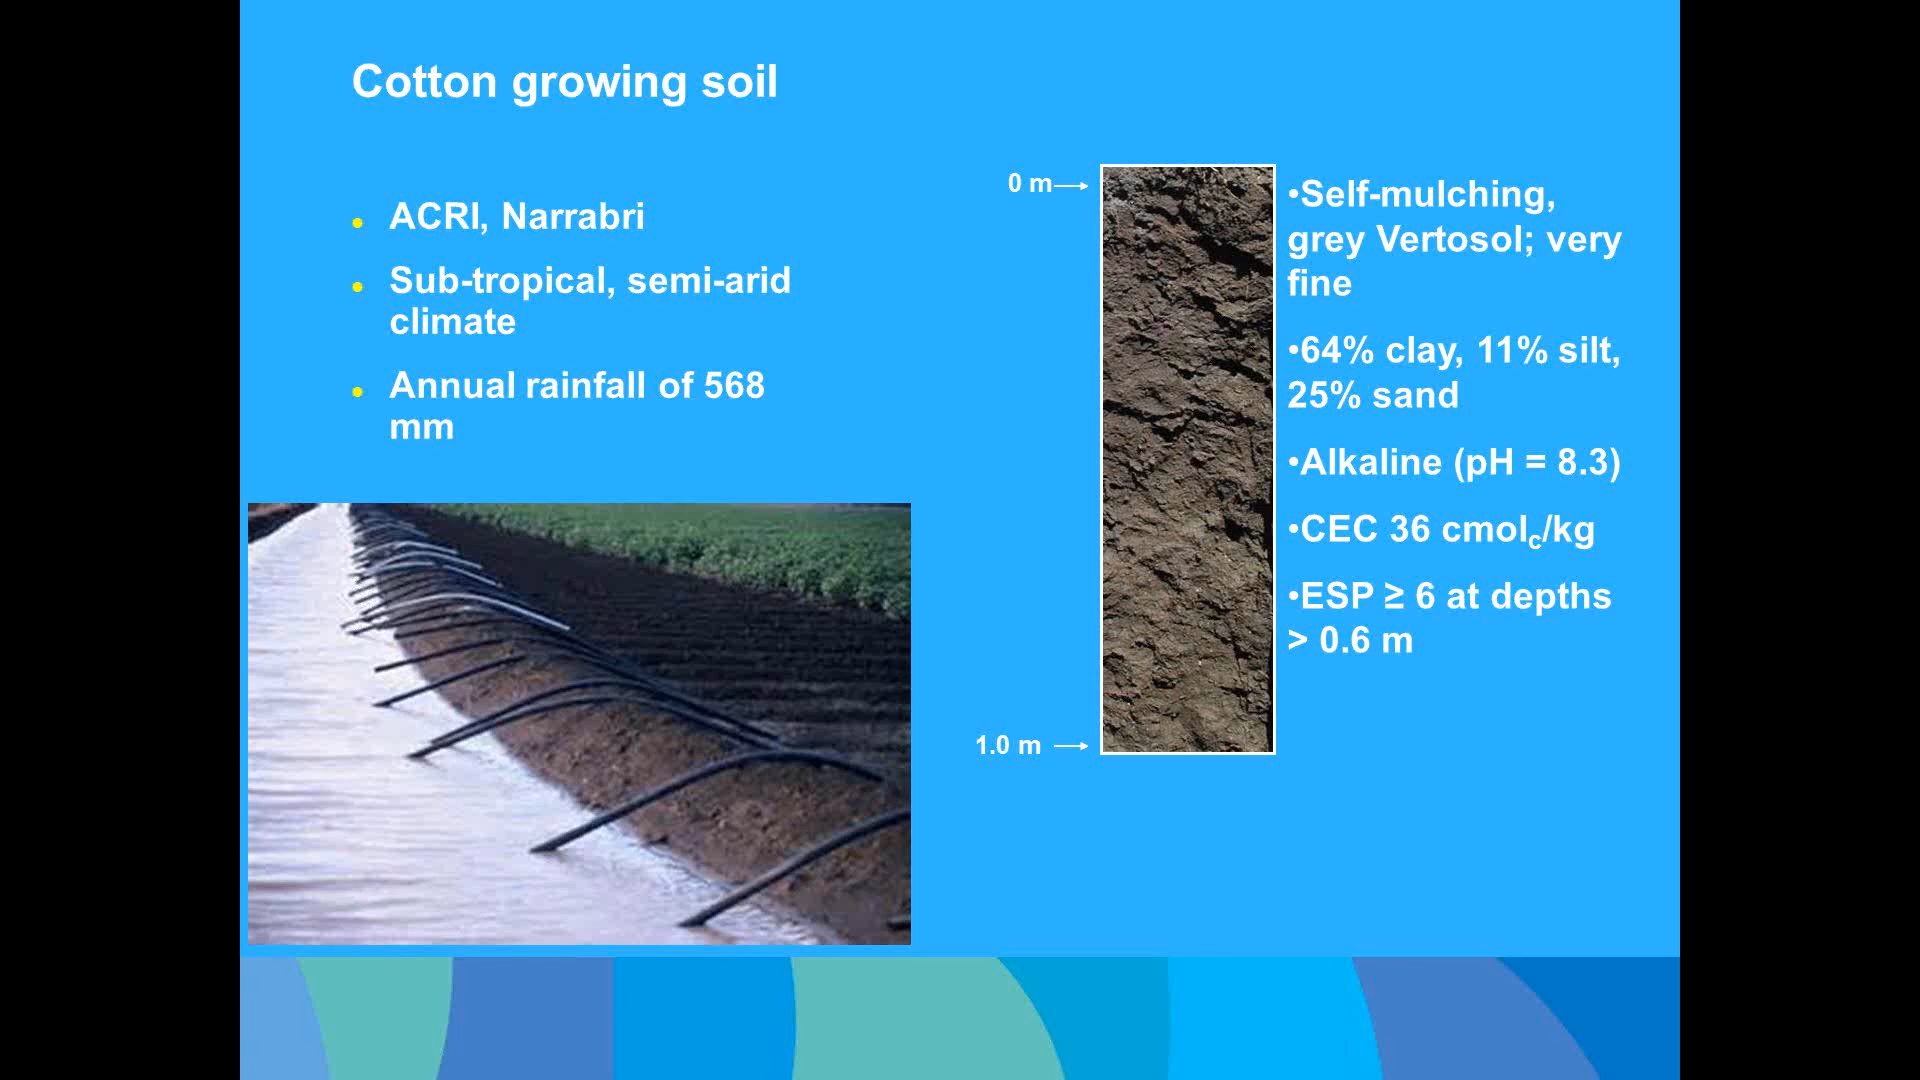 Cotton growing soil
• ACRI, Narrabri
• Sub-tropical, semi-arid
climate
• Annual rainfall of 568
mm
0 m
1.0 m
•Self-mulching,
grey Vertosol; very
fine
•64% clay, 11% silt,
25% sand
•Alkaline (pH = 8.3)
•CEC 36 cmolc/kg
•ESP ≥ 6 at depths
> 0.6 m